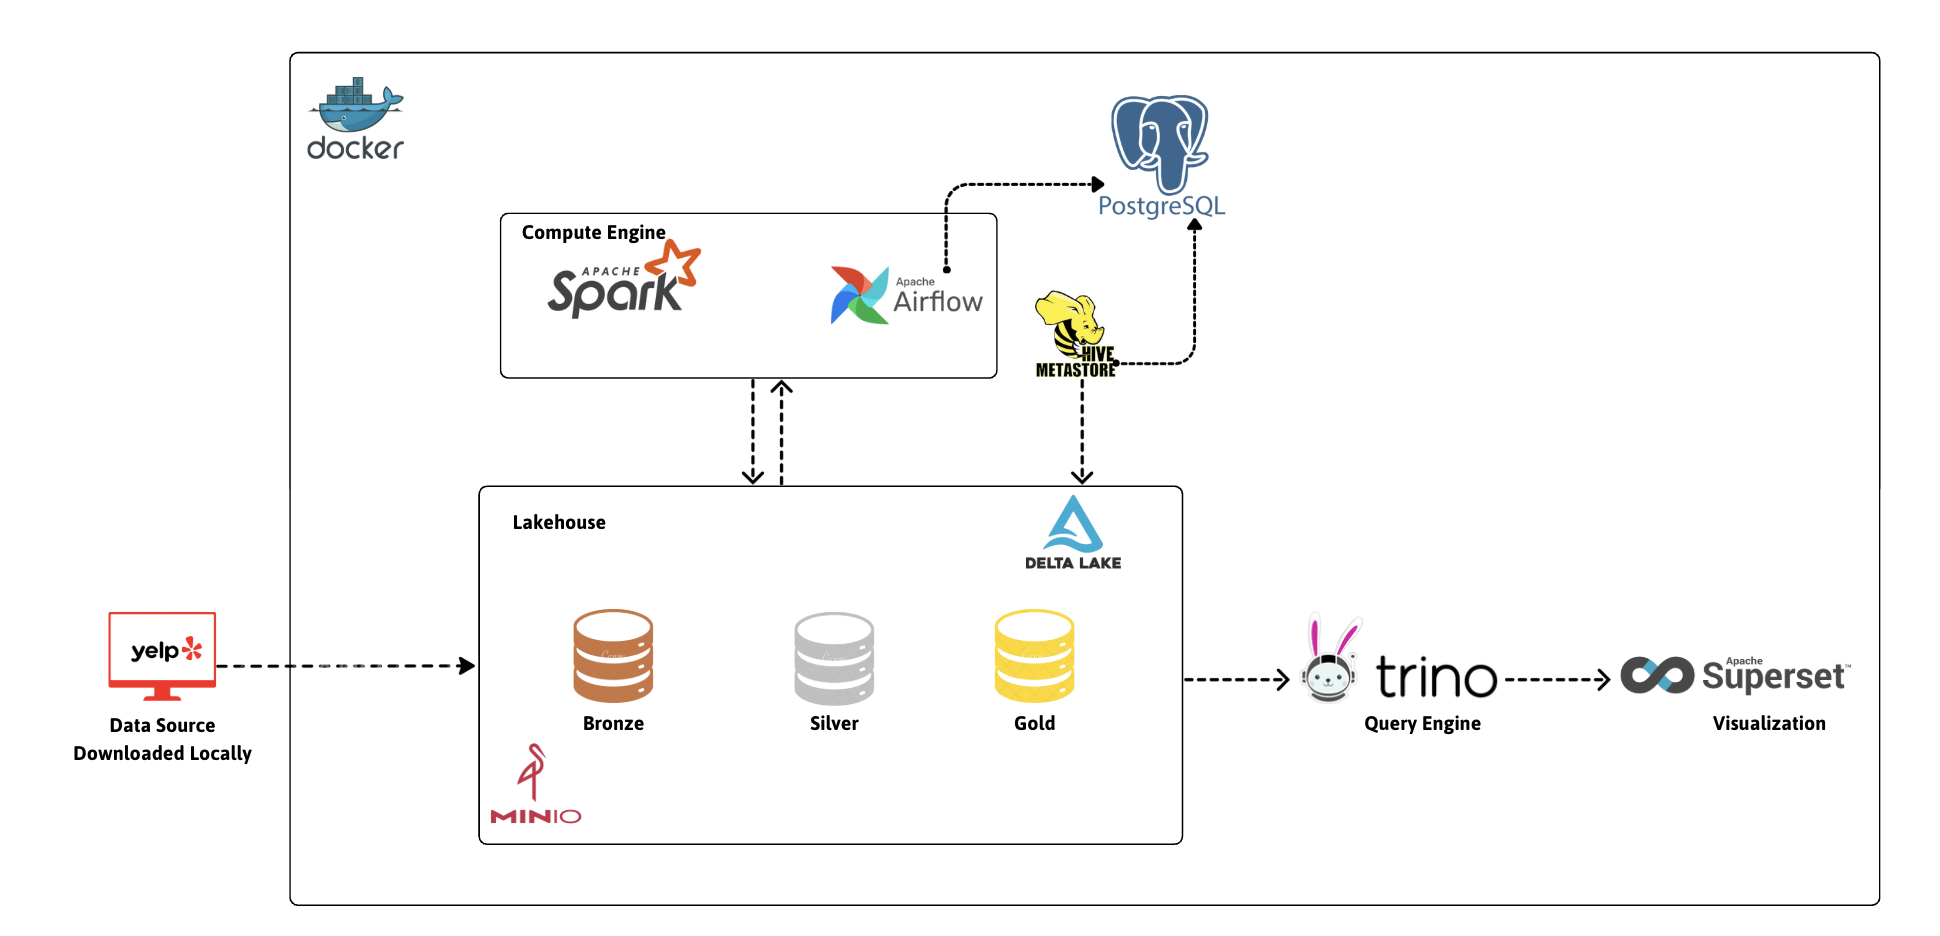 docker
PostgreSQL
Compute Engine
APACHE
Spark
Apache
Airflow
HIVE
METASTORE
Lakehouse
DELTA LAKE
yelp
Data Source
Downloaded Locally
Bronze
Silver
Gold
MINIO
trino
Query Engine
Apache
Superset™
Visualization